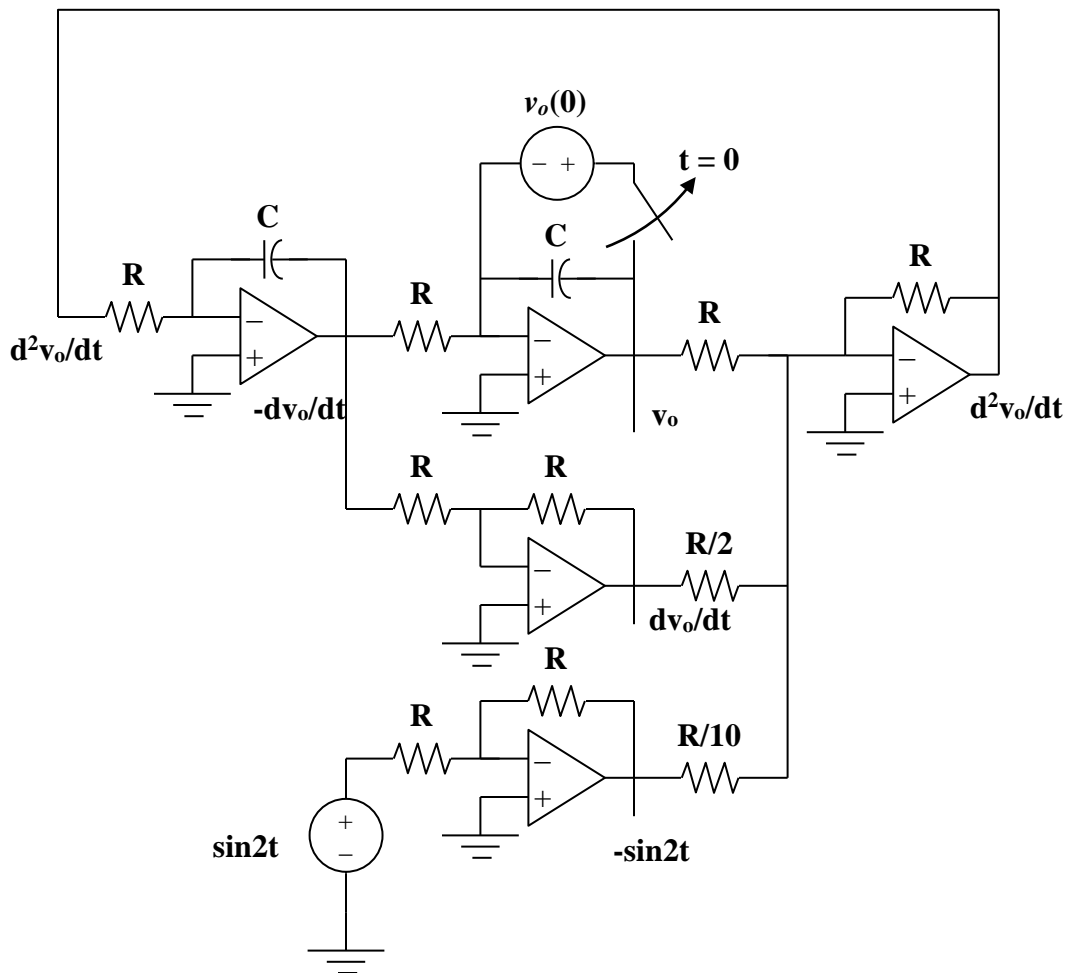 vₒ(0)
− +
t = 0
C
C
R
R
R
R
−
+
−
+
−
+
d²vₒ/dt
-dvₒ/dt
vₒ
d²vₒ/dt
R
R
R/2
−
+
dvₒ/dt
R
R
R/10
−
+
+
−
sin2t
-sin2t